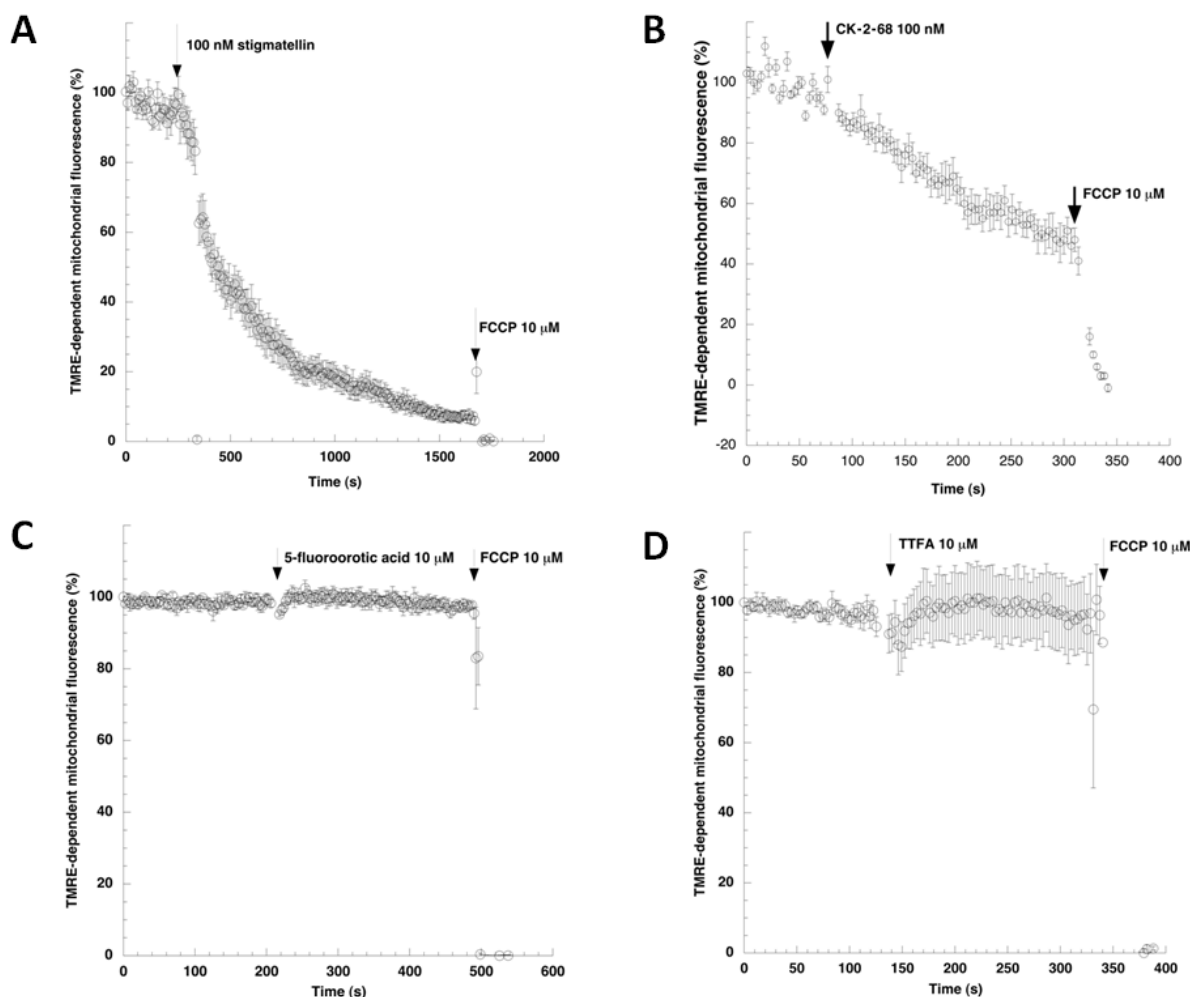 A
100 nM stigmatellin
FCCP 10 μM
TMRE-dependent mitochondrial fluorescence (%)
120
100
80
60
40
20
0
0 500 1000 1500 2000
Time (s)
B
CK-2-68 100 nM
FCCP 10 μM
TMRE-dependent mitochondrial fluorescence (%)
120
100
80
60
40
20
0
-20
0 50 100 150 200 250 300 350 400
Time (s)
C
5-fluoroorotic acid 10 μM FCCP 10 μM
TMRE-dependent mitochondrial fluorescence (%)
120
100
80
60
40
20
0
0 100 200 300 400 500 600
Time (s)
D
TTFA 10 μM FCCP 10 μM
TMRE-dependent mitochondrial fluorescence (%)
120
100
80
60
40
20
0
0 50 100 150 200 250 300 350 400
Time (s)